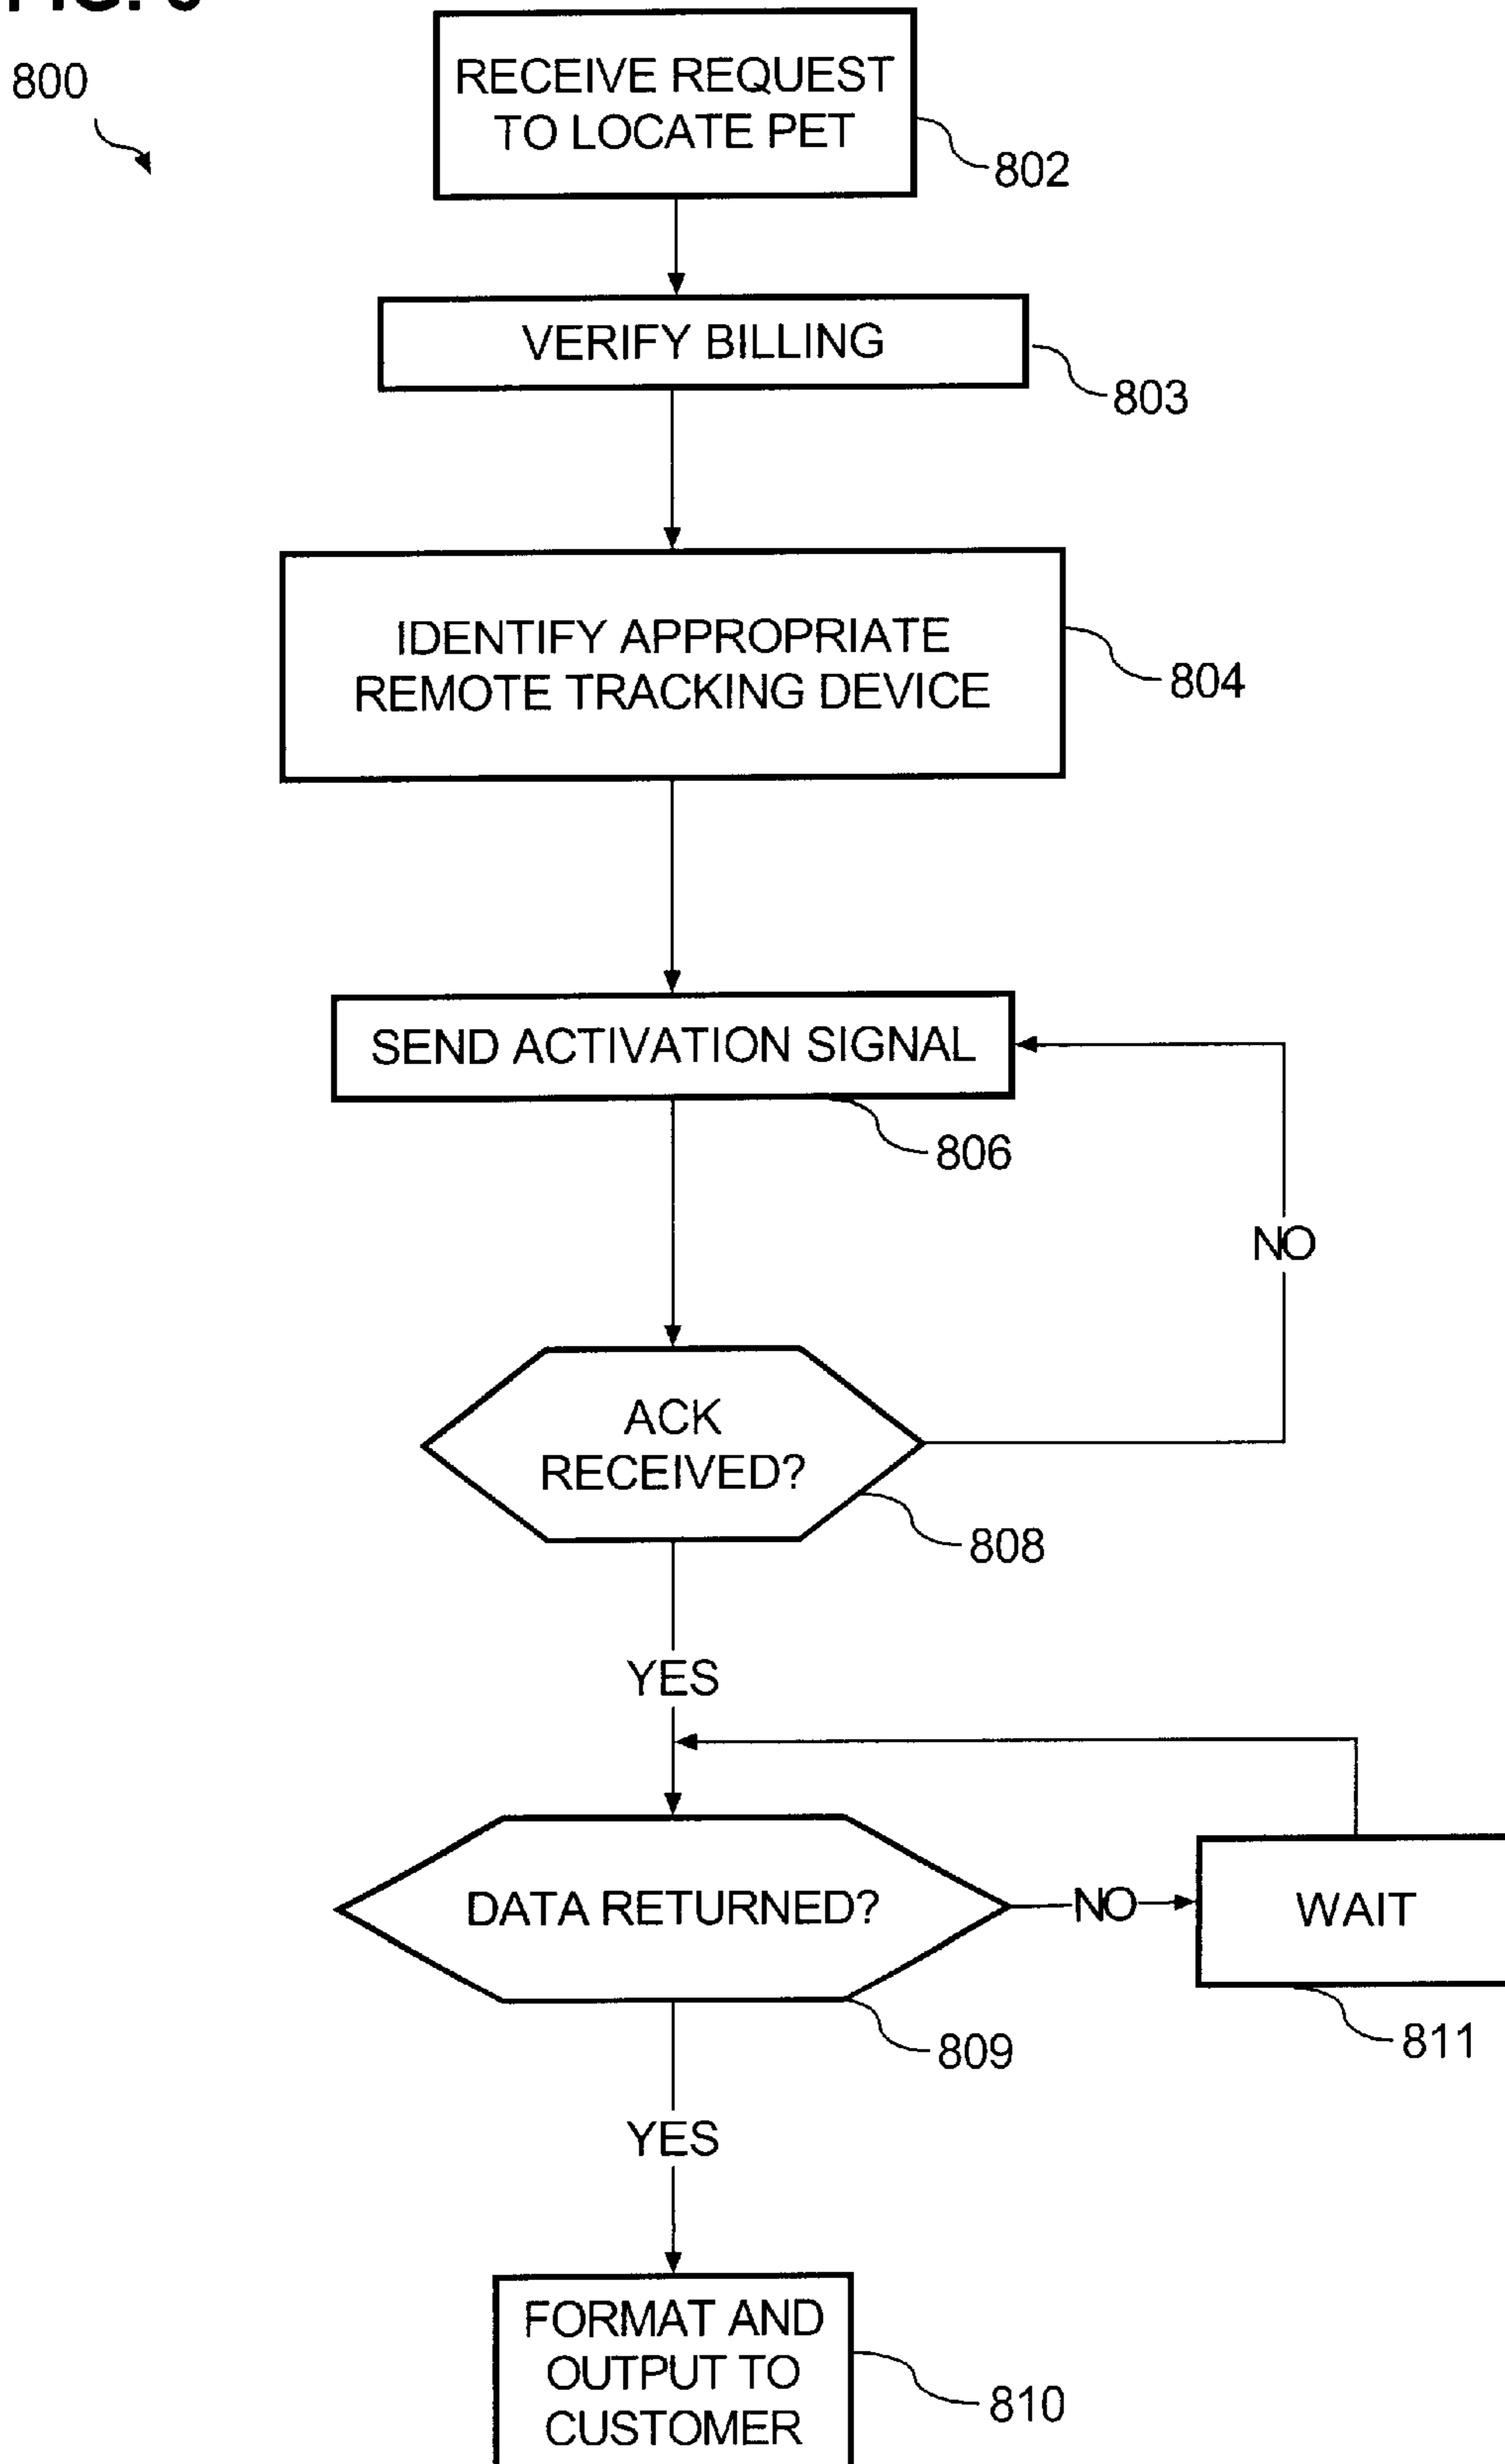 800
RECEIVE REQUEST
TO LOCATE PET
802
VERIFY BILLING
803
IDENTIFY APPROPRIATE
REMOTE TRACKING DEVICE
804
SEND ACTIVATION SIGNAL
806
NO
ACK
RECEIVED?
808
YES
DATA RETURNED?
NO
WAIT
809
811
YES
FORMAT AND
OUTPUT TO
CUSTOMER
810